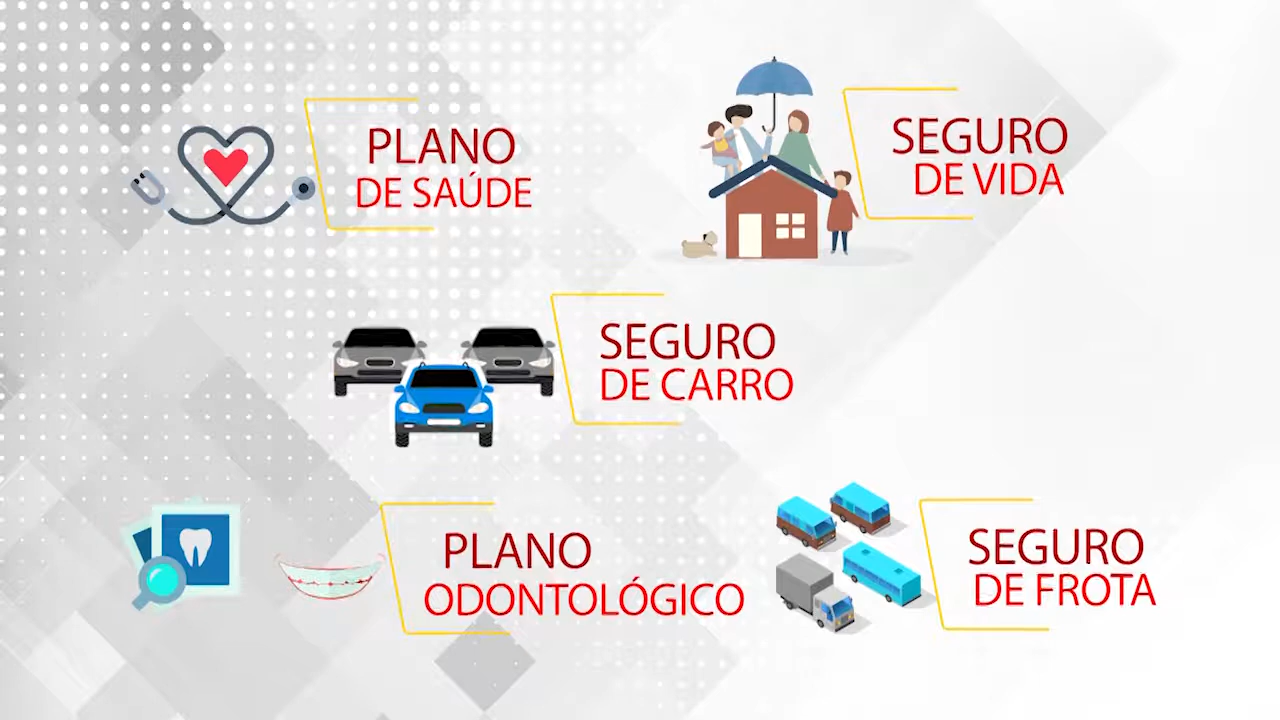 PLANO
DE SAÚDE
SEGURO
DE VIDA
SEGURO
DE CARRO
PLANO
ODONTOLÓGICO
SEGURO
DE FROTA